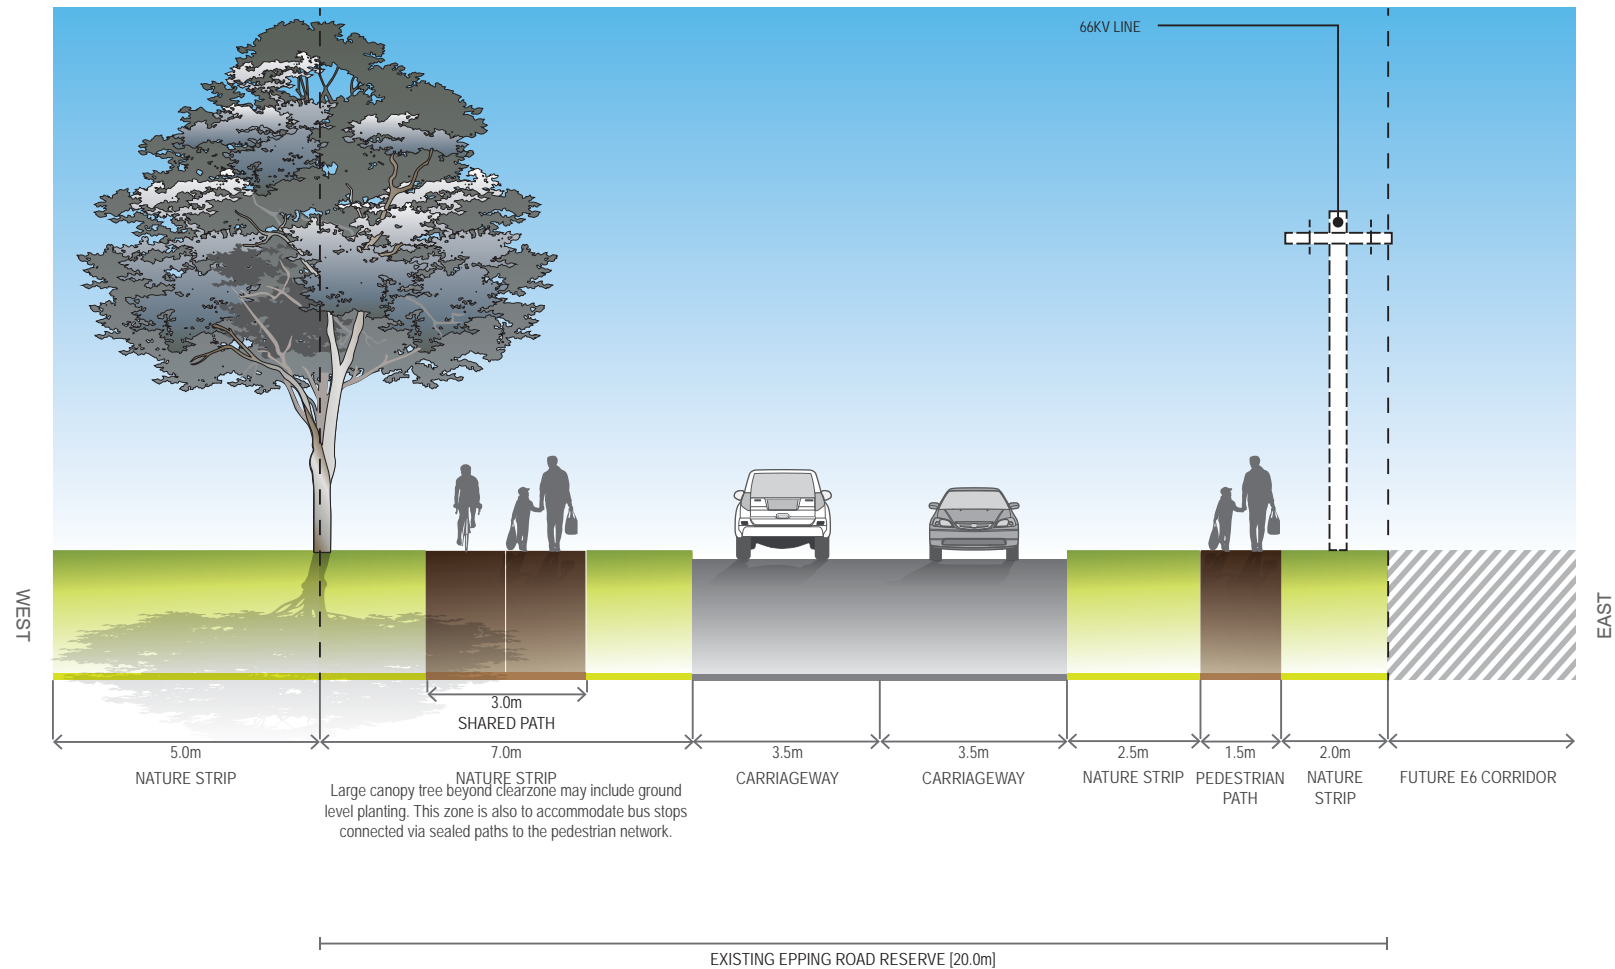 66KV LINE
WEST
EAST
3.0m
SHARED PATH
5.0m
7.0m
3.5m
3.5m
2.5m
1.5m
2.0m
NATURE STRIP
NATURE STRIP
CARRIAGEWAY
CARRIAGEWAY
NATURE STRIP
PEDESTRIAN
PATH
NATURE
STRIP
FUTURE E6 CORRIDOR
Large canopy tree beyond clearzone may include ground
level planting. This zone is also to accommodate bus stops
connected via sealed paths to the pedestrian network.
EXISTING EPPING ROAD RESERVE [20.0m]